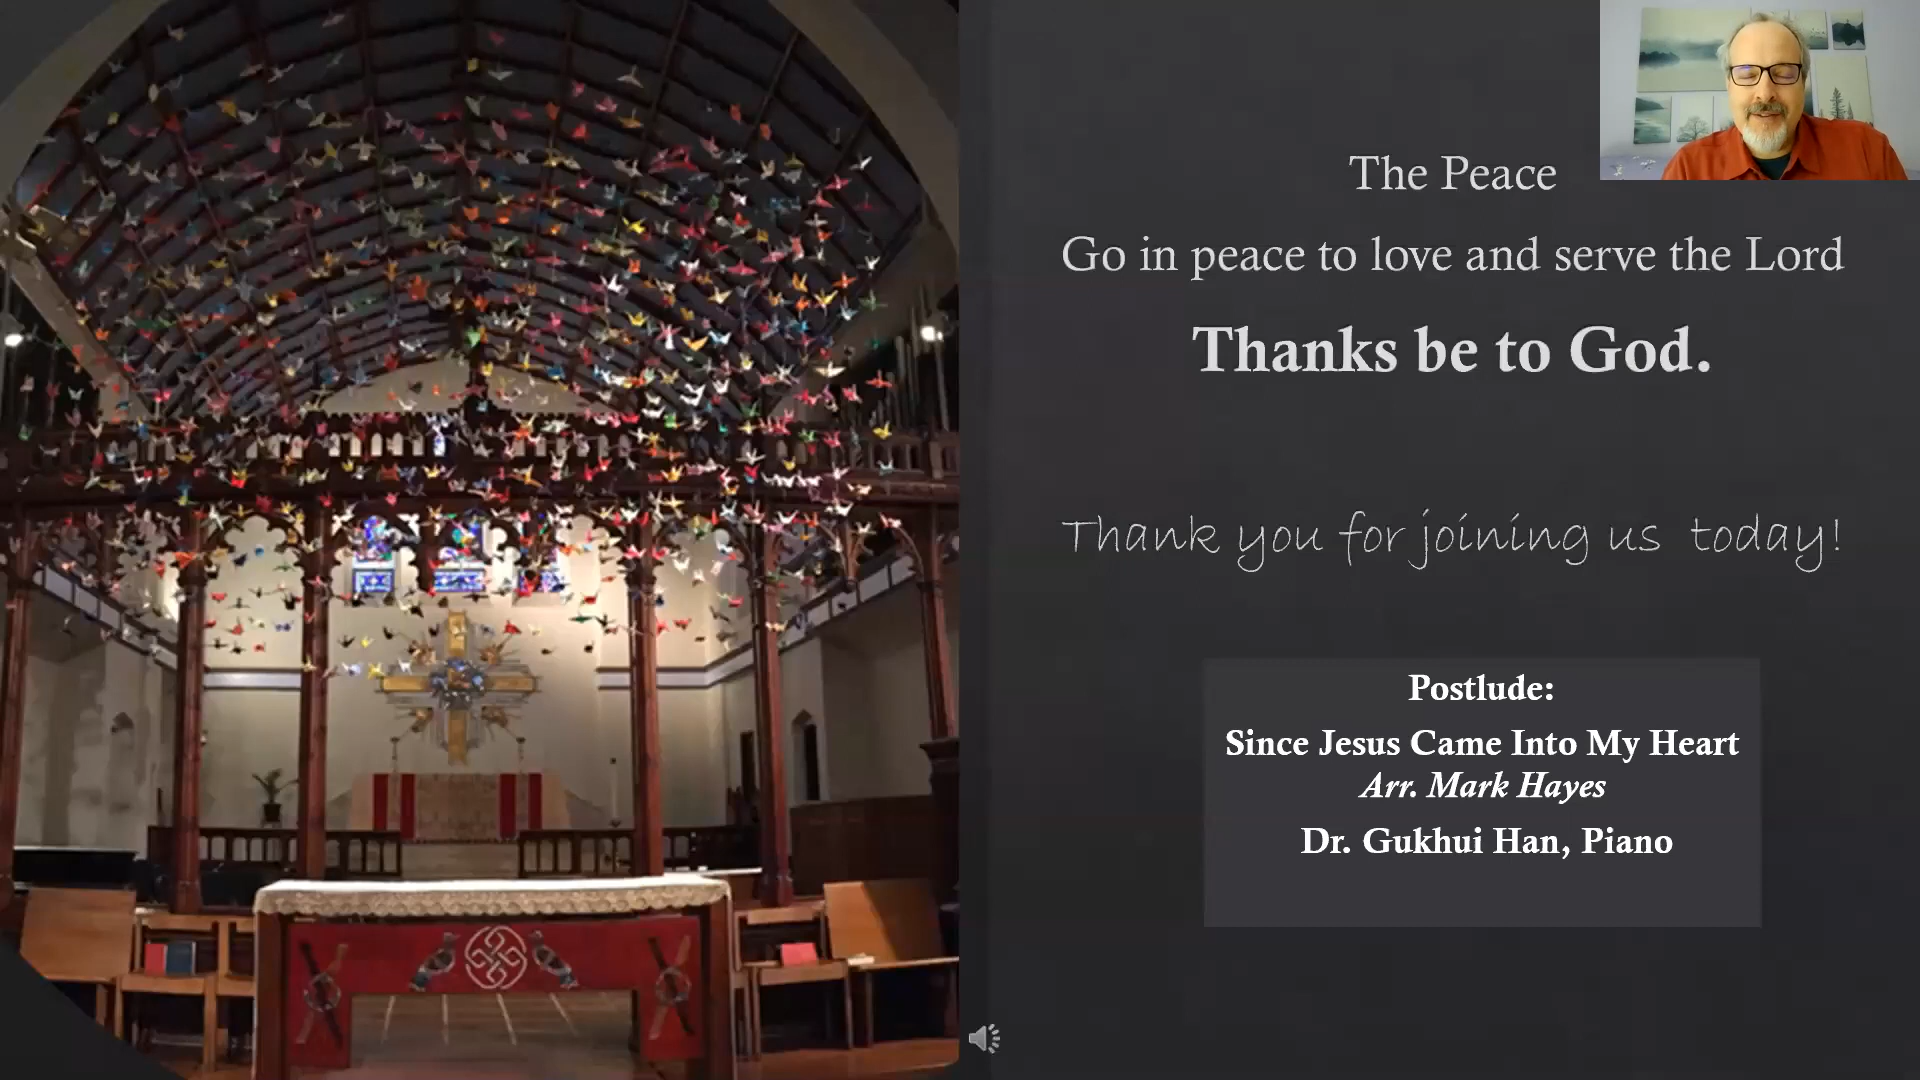 The Peace
Go in peace to love and serve the Lord
Thanks be to God.
Thank you for joining us today!
Postlude:
Since Jesus Came Into My Heart
Arr. Mark Hayes
Dr. Gukhui Han, Piano